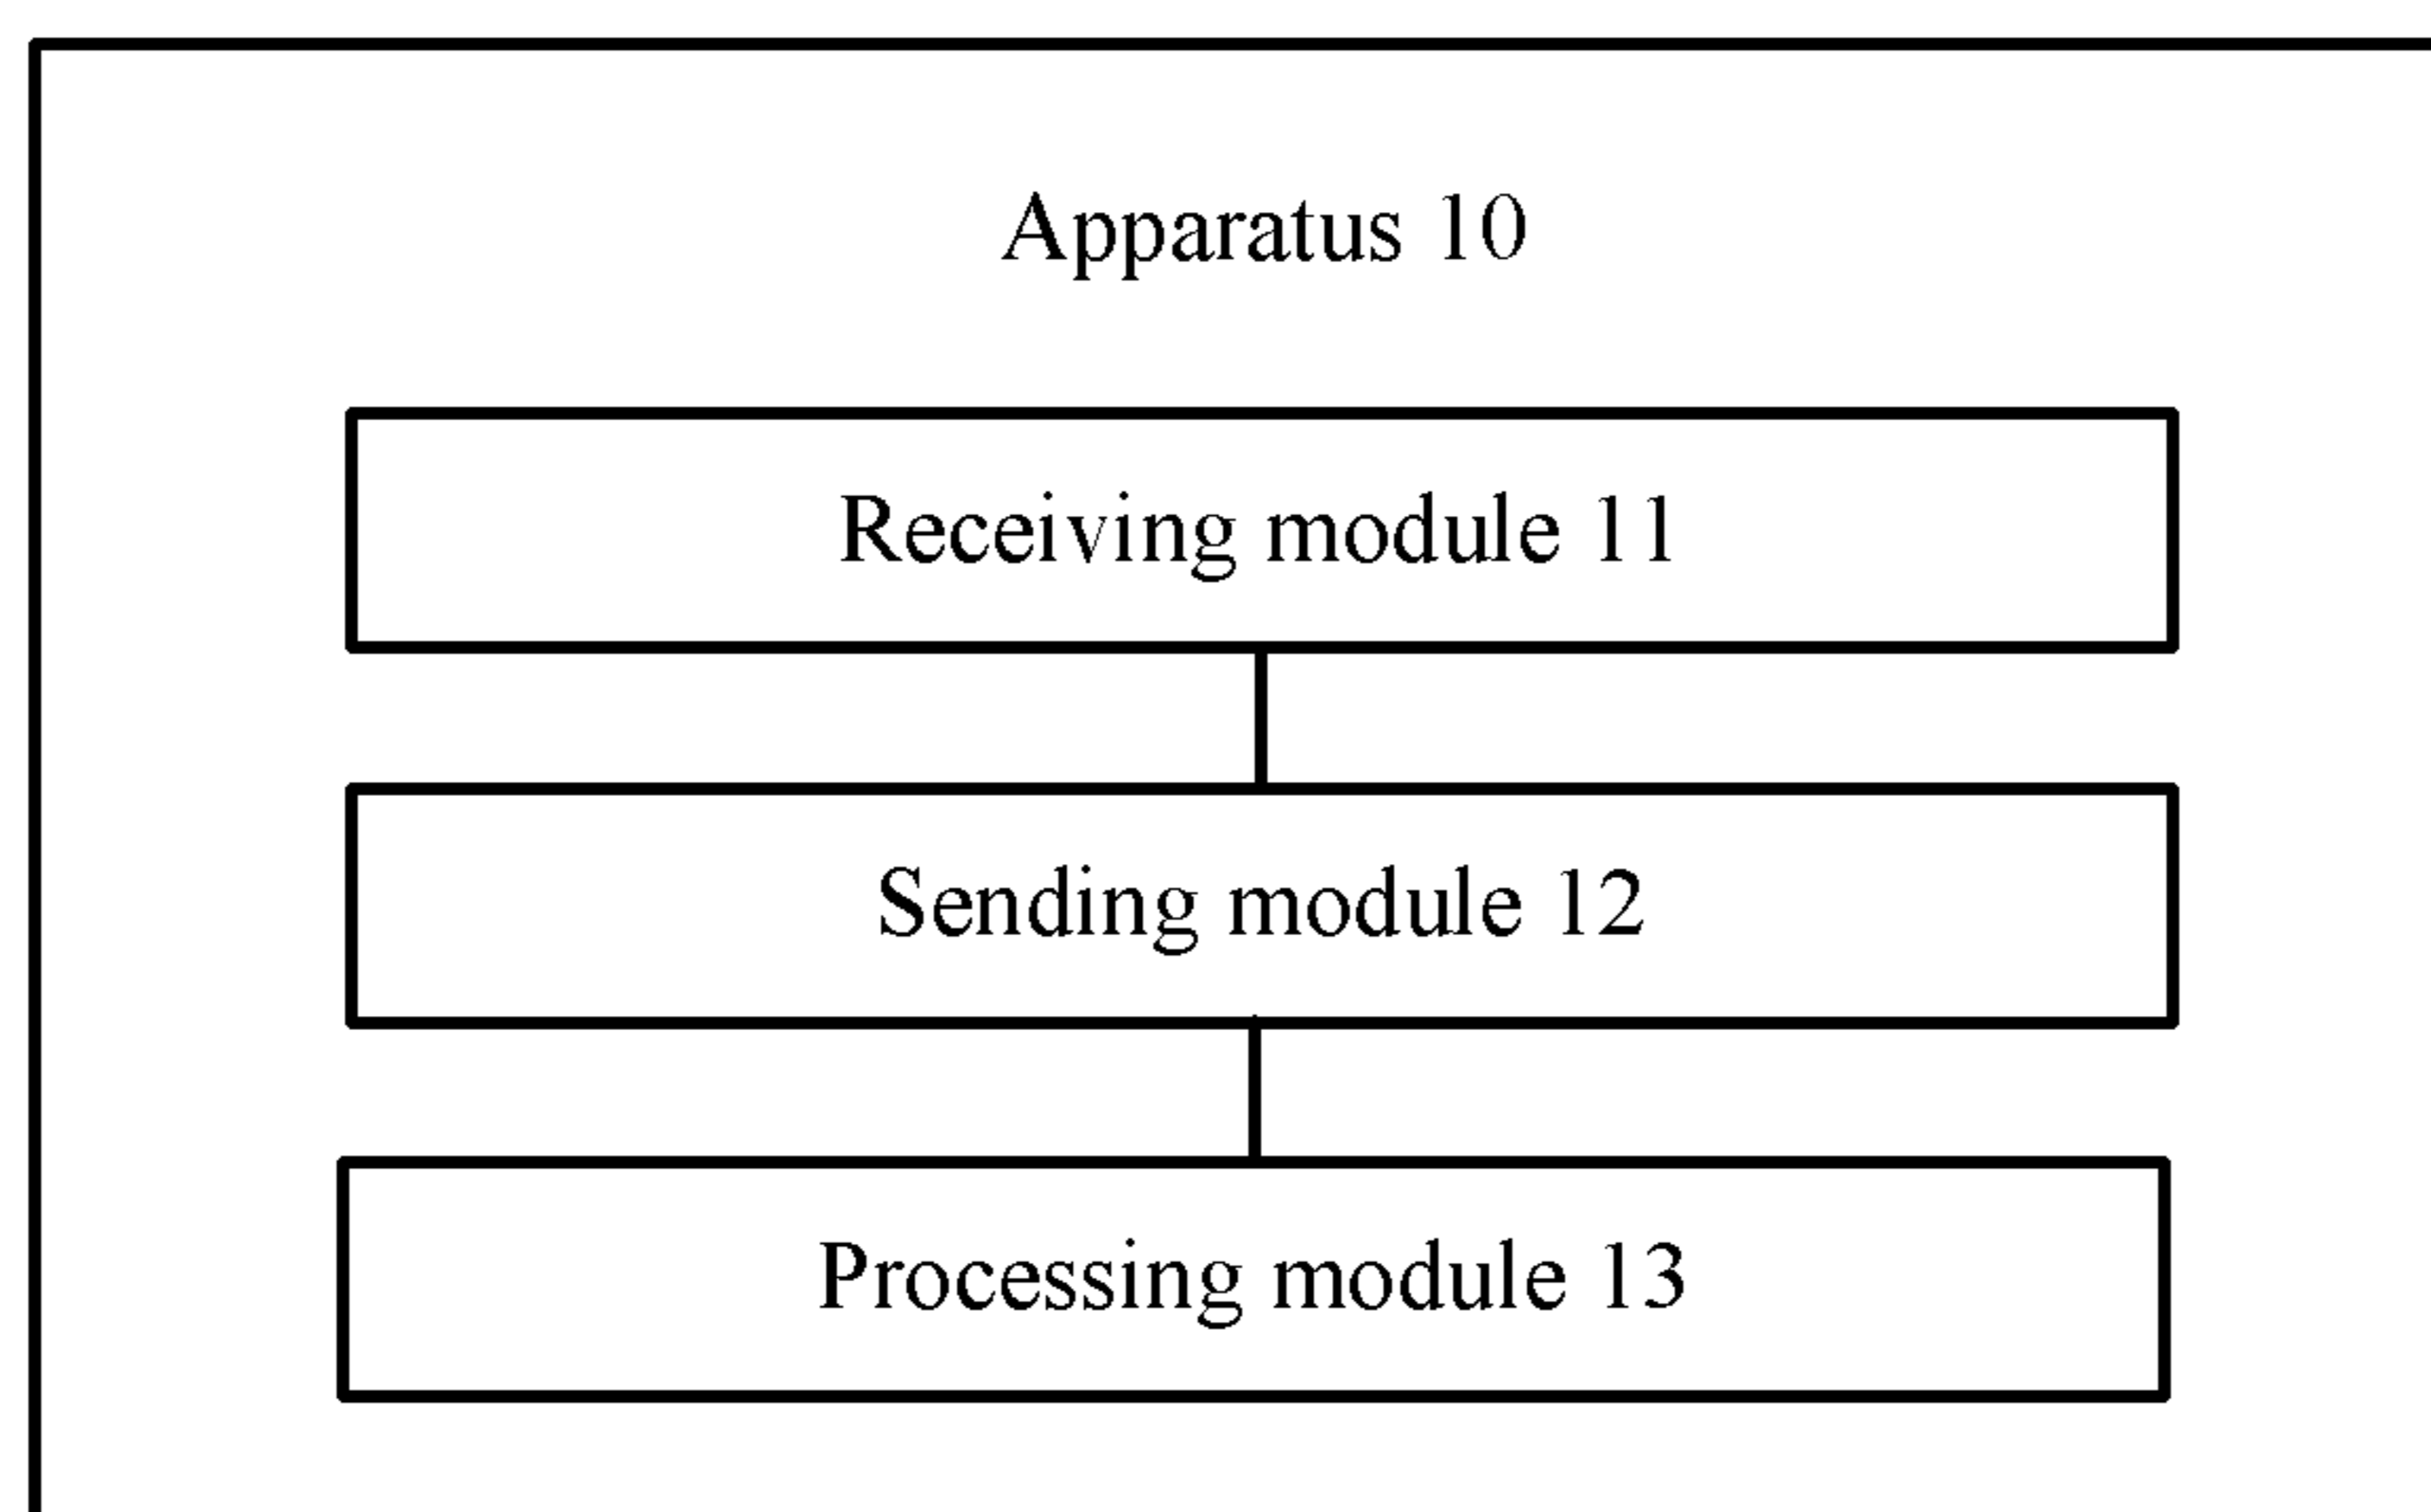 Apparatus 10
Receiving module 11
Sending module 12
Processing module 13